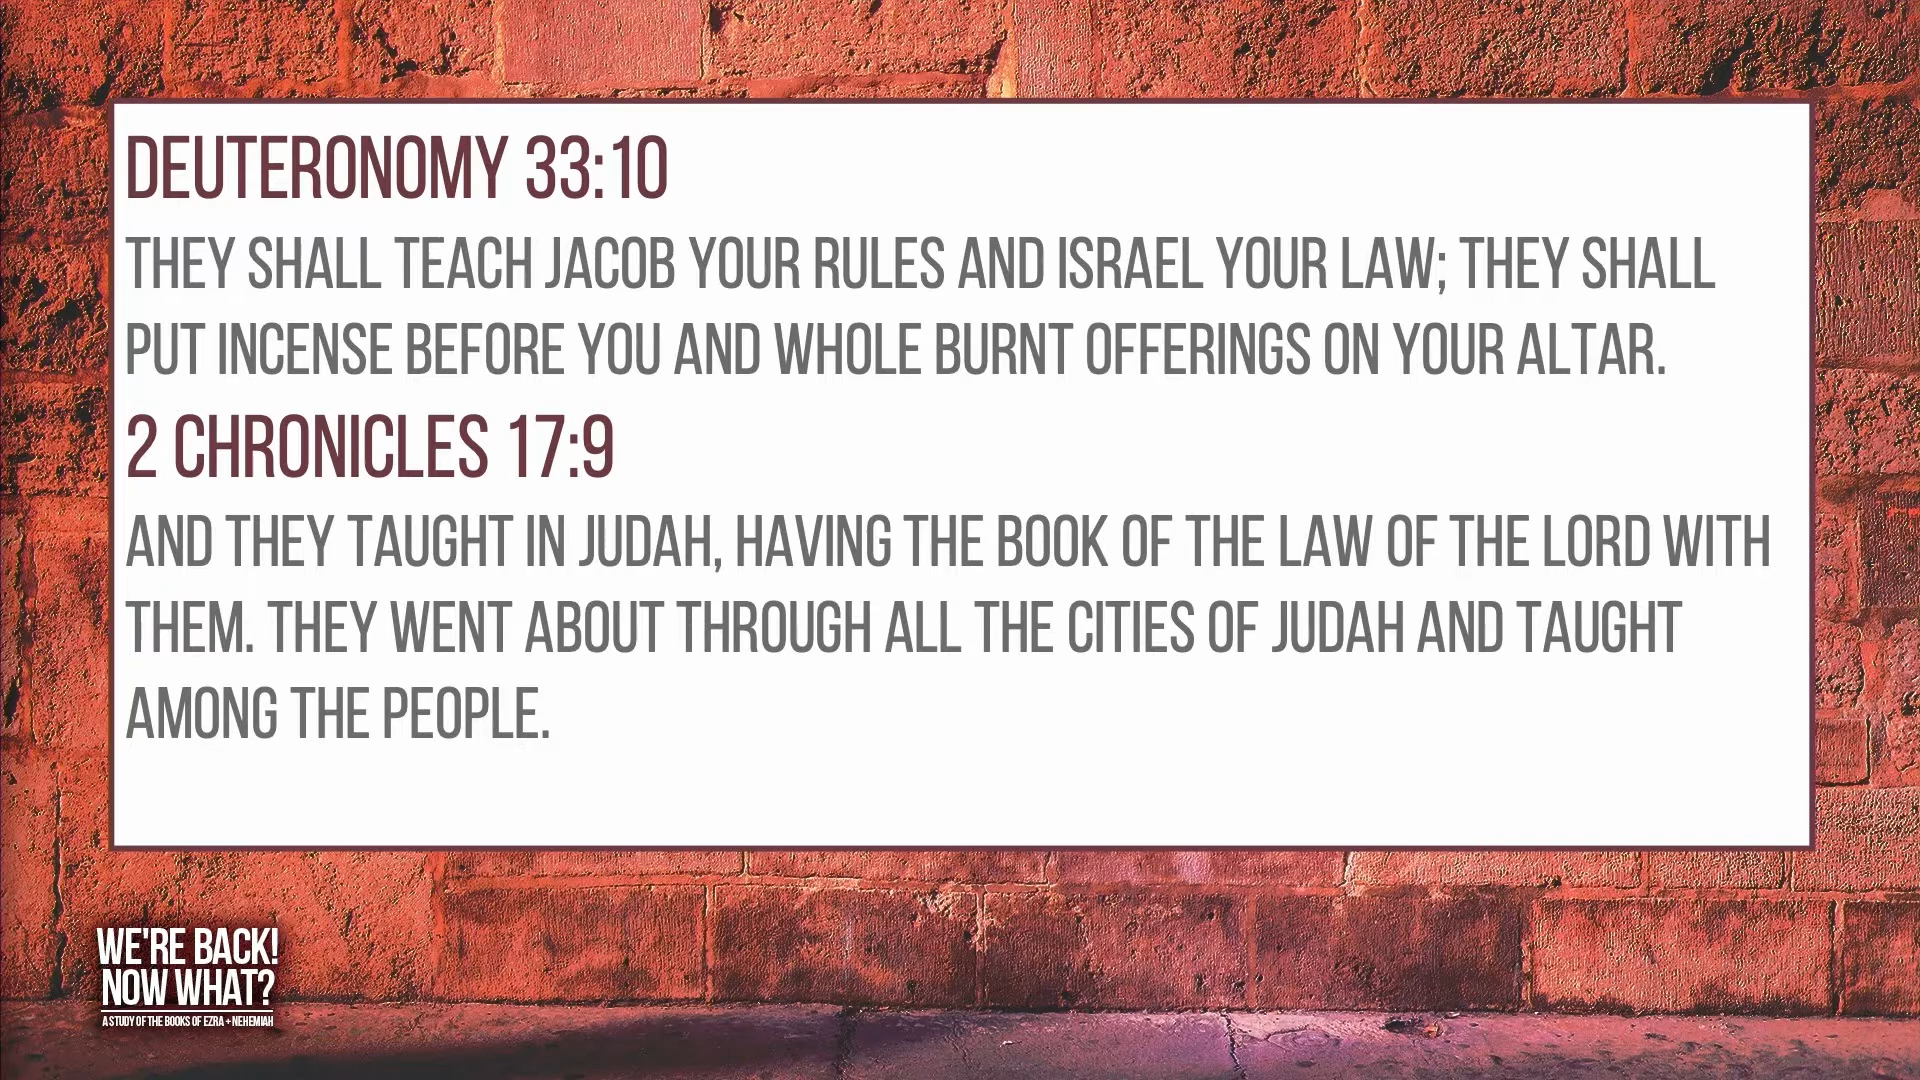 DEUTERONOMY 33:10
THEY SHALL TEACH JACOB YOUR RULES AND ISRAEL YOUR LAW; THEY SHALL
PUT INCENSE BEFORE YOU AND WHOLE BURNT OFFERINGS ON YOUR ALTAR.
2 CHRONICLES 17:9
AND THEY TAUGHT IN JUDAH, HAVING THE BOOK OF THE LAW OF THE LORD WITH
THEM. THEY WENT ABOUT THROUGH ALL THE CITIES OF JUDAH AND TAUGHT
AMONG THE PEOPLE.
WE'RE BACK!
NOW WHAT?
A STUDY OF THE BOOKS OF EZRA + NEHEMIAH